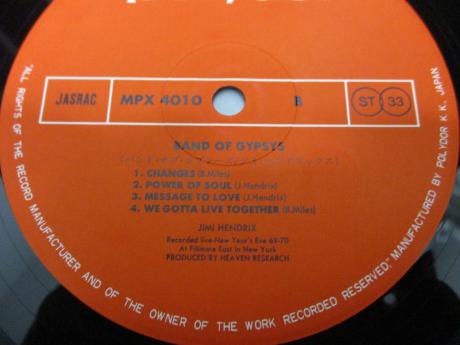 JASRAC
MPX 4010
B
ST 33
BAND OF GYPSYS
1. CHANGES (B.Miles)
2. POWER OF SOUL (J.Hendrix)
3. MESSAGE TO LOVE (J.Hendrix)
4. WE GOTTA LIVE TOGETHER (B.Miles)
JIMI HENDRIX
Recorded live-New Year's Eve 69-70
At Fillmore East in New York
PRODUCED BY HEAVEN RESEARCH
"ALL RIGHTS OF THE RECORD MANUFACTURER AND OF THE OWNER OF THE WORK RECORDED RESERVED." MANUFACTURED BY POLYDOR K.K., JAPAN